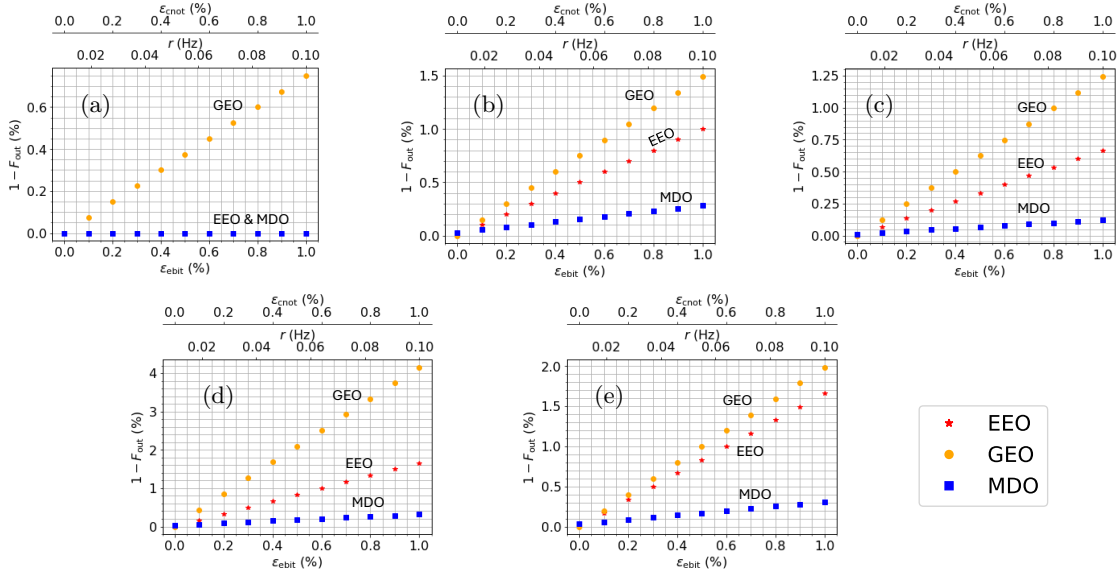 ε_cnot (%)
0.0 0.2 0.4 0.6 0.8 1.0
r (Hz)
0.02 0.04 0.06 0.08 0.10
(a)
GEO
EEO & MDO
1 − F_out (%)
0.6
0.4
0.2
0.0
0.0 0.2 0.4 0.6 0.8 1.0
ε_ebit (%)
ε_cnot (%)
0.0 0.2 0.4 0.6 0.8 1.0
r (Hz)
0.02 0.04 0.06 0.08 0.10
(b)
GEO
EEO
MDO
1 − F_out (%)
1.5
1.0
0.5
0.0
0.0 0.2 0.4 0.6 0.8 1.0
ε_ebit (%)
ε_cnot (%)
0.0 0.2 0.4 0.6 0.8 1.0
r (Hz)
0.02 0.04 0.06 0.08 0.10
(c)
GEO
EEO
MDO
1 − F_out (%)
1.25
1.00
0.75
0.50
0.25
0.00
0.0 0.2 0.4 0.6 0.8 1.0
ε_ebit (%)
ε_cnot (%)
0.0 0.2 0.4 0.6 0.8 1.0
r (Hz)
0.02 0.04 0.06 0.08 0.10
(d)
GEO
EEO
MDO
1 − F_out (%)
4
3
2
1
0
0.0 0.2 0.4 0.6 0.8 1.0
ε_ebit (%)
ε_cnot (%)
0.0 0.2 0.4 0.6 0.8 1.0
r (Hz)
0.02 0.04 0.06 0.08 0.10
(e)
GEO
EEO
MDO
1 − F_out (%)
2.0
1.5
1.0
0.5
0.0
0.0 0.2 0.4 0.6 0.8 1.0
ε_ebit (%)
EEO
GEO
MDO